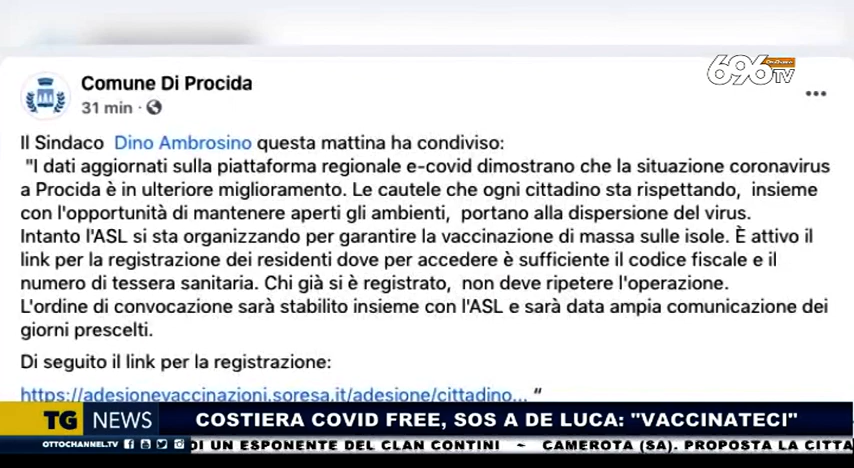 696 TV
OttoChannel
Comune Di Procida
31 min ·
Il Sindaco Dino Ambrosino questa mattina ha condiviso:
"I dati aggiornati sulla piattaforma regionale e-covid dimostrano che la situazione coronavirus
a Procida è in ulteriore miglioramento. Le cautele che ogni cittadino sta rispettando, insieme
con l'opportunità di mantenere aperti gli ambienti, portano alla dispersione del virus.
Intanto l'ASL si sta organizzando per garantire la vaccinazione di massa sulle isole. È attivo il
link per la registrazione dei residenti dove per accedere è sufficiente il codice fiscale e il
numero di tessera sanitaria. Chi già si è registrato, non deve ripetere l'operazione.
L'ordine di convocazione sarà stabilito insieme con l'ASL e sarà data ampia comunicazione dei
giorni prescelti.
Di seguito il link per la registrazione:
https://adesionevaccinazioni.soresa.it/adesione/cittadino... “
TG NEWS COSTIERA COVID FREE, SOS A DE LUCA: "VACCINATECI"
OTTOCHANNEL.TV DI UN ESPONENTE DEL CLAN CONTINI ~ CAMEROTA (SA). PROPOSTA LA CITTA